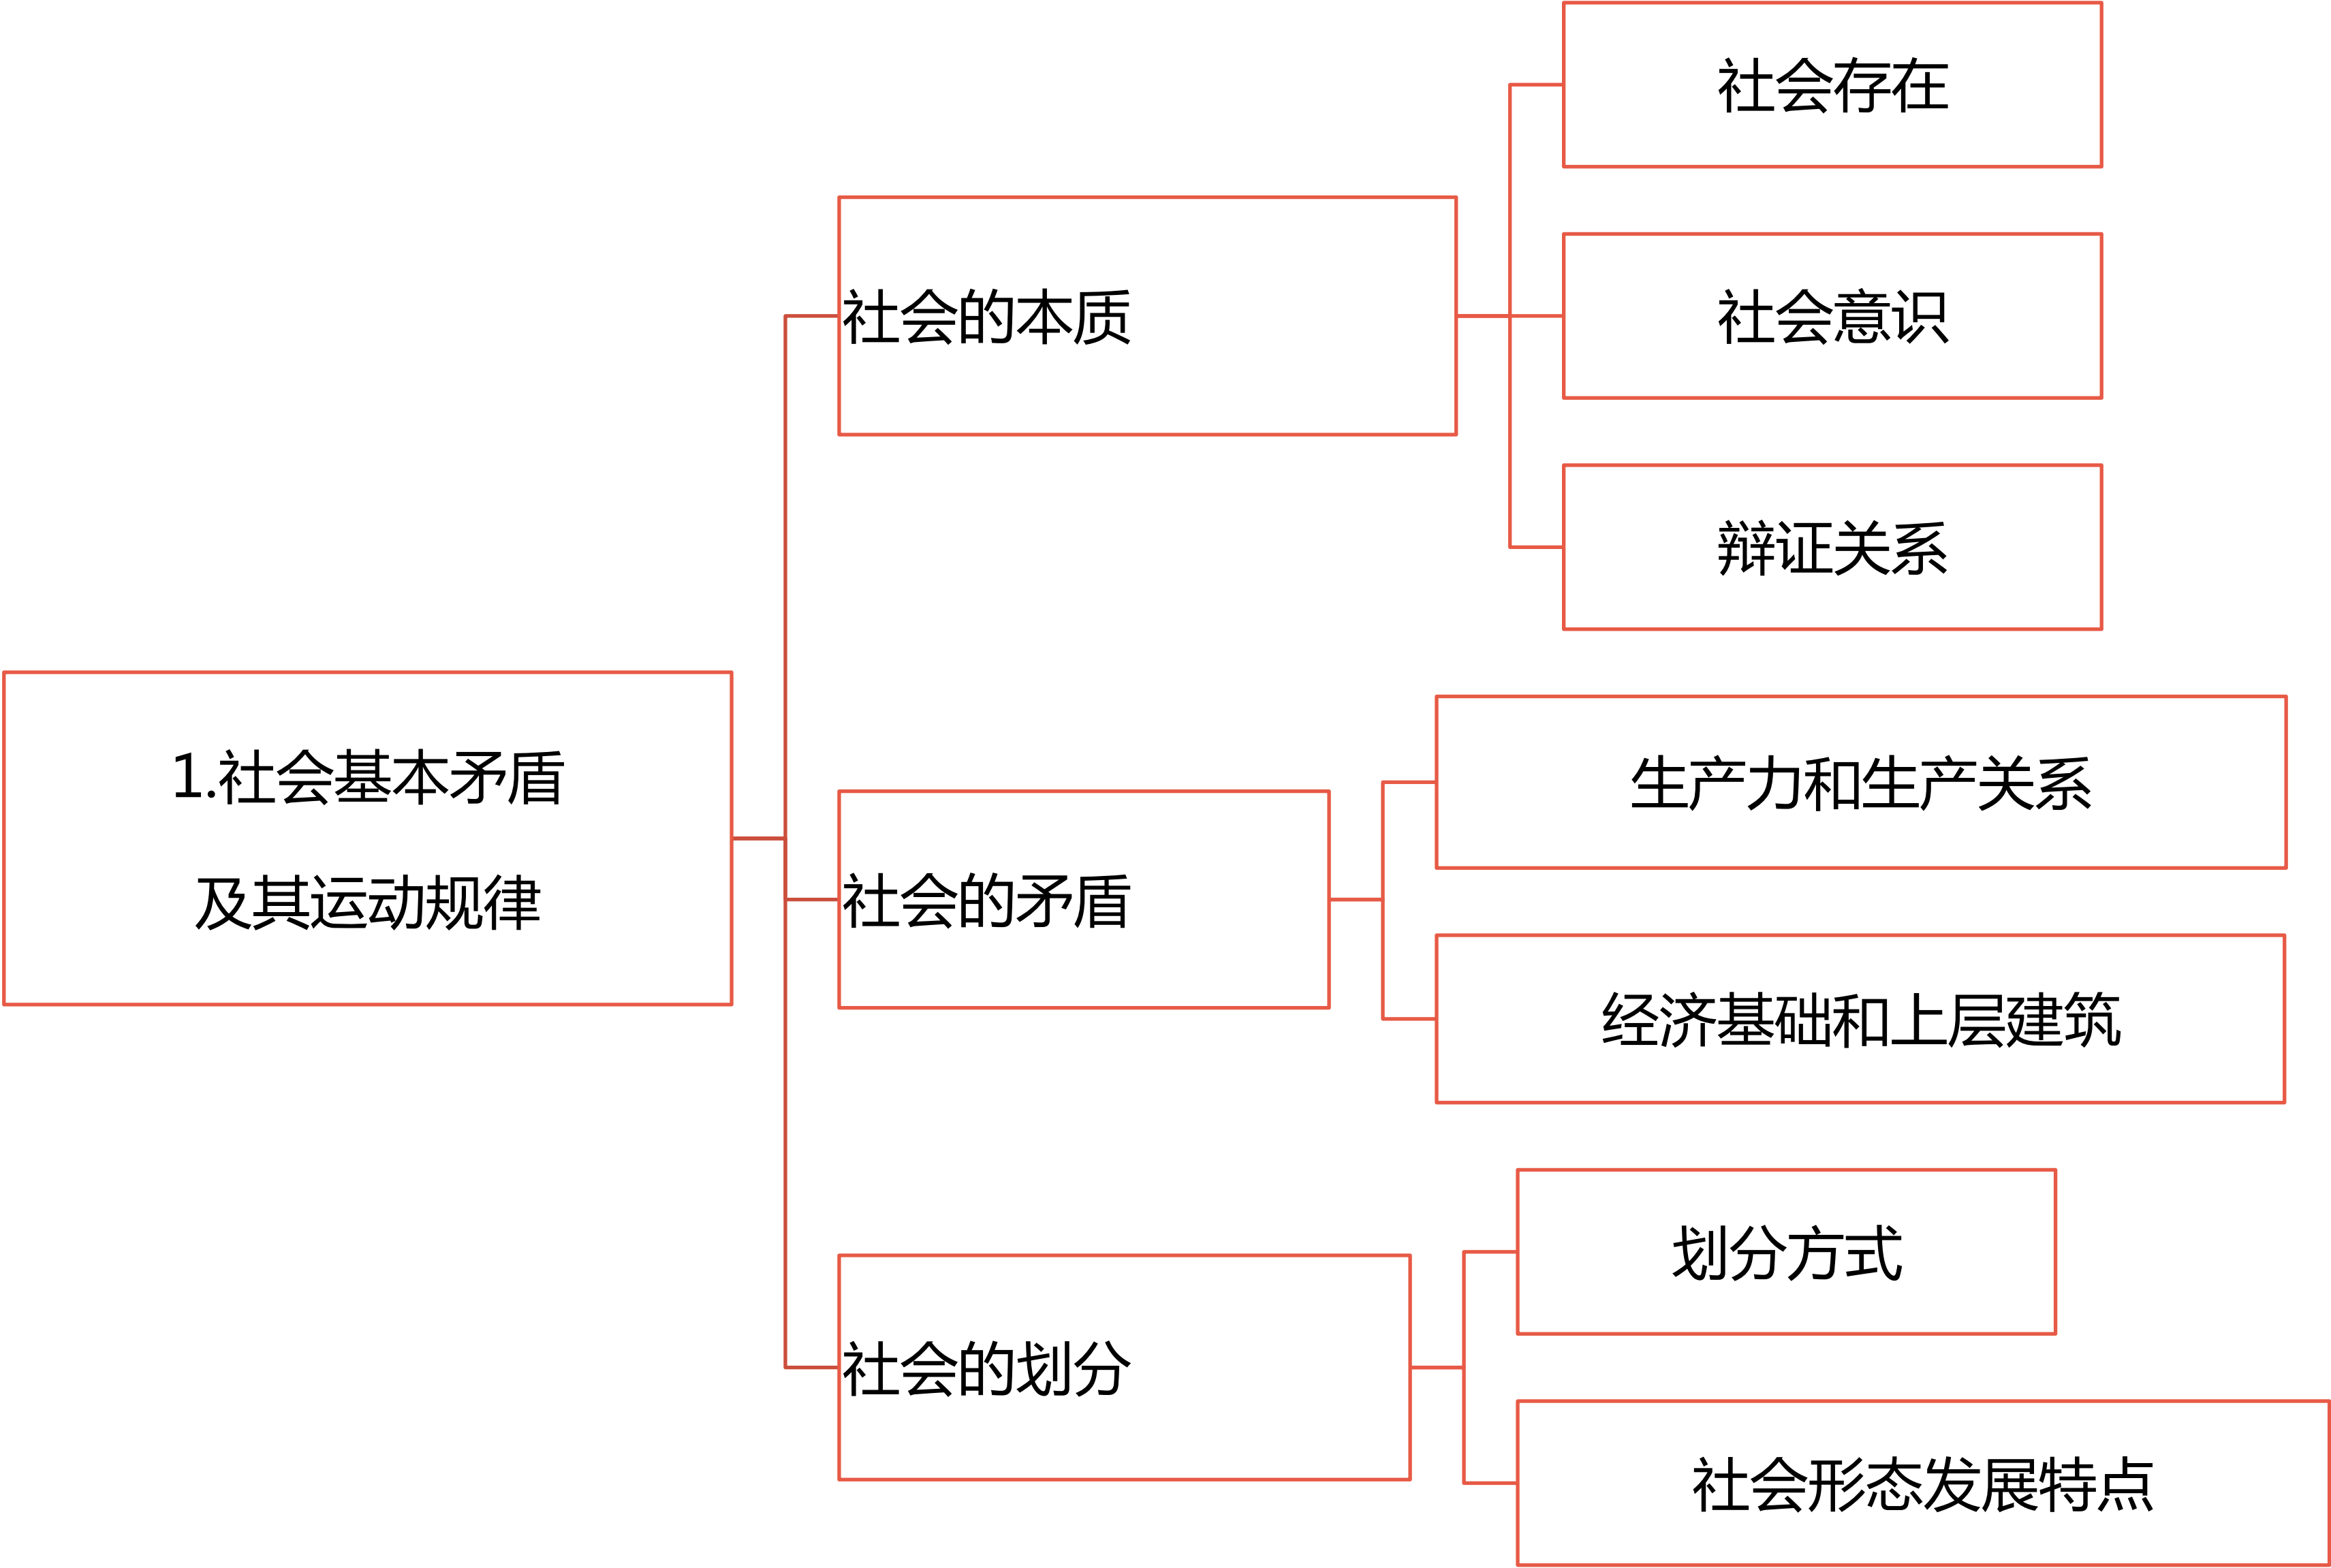 1.社会基本矛盾
及其运动规律
社会的本质
社会存在
社会意识
辩证关系
社会的矛盾
生产力和生产关系
经济基础和上层建筑
社会的划分
划分方式
社会形态发展特点